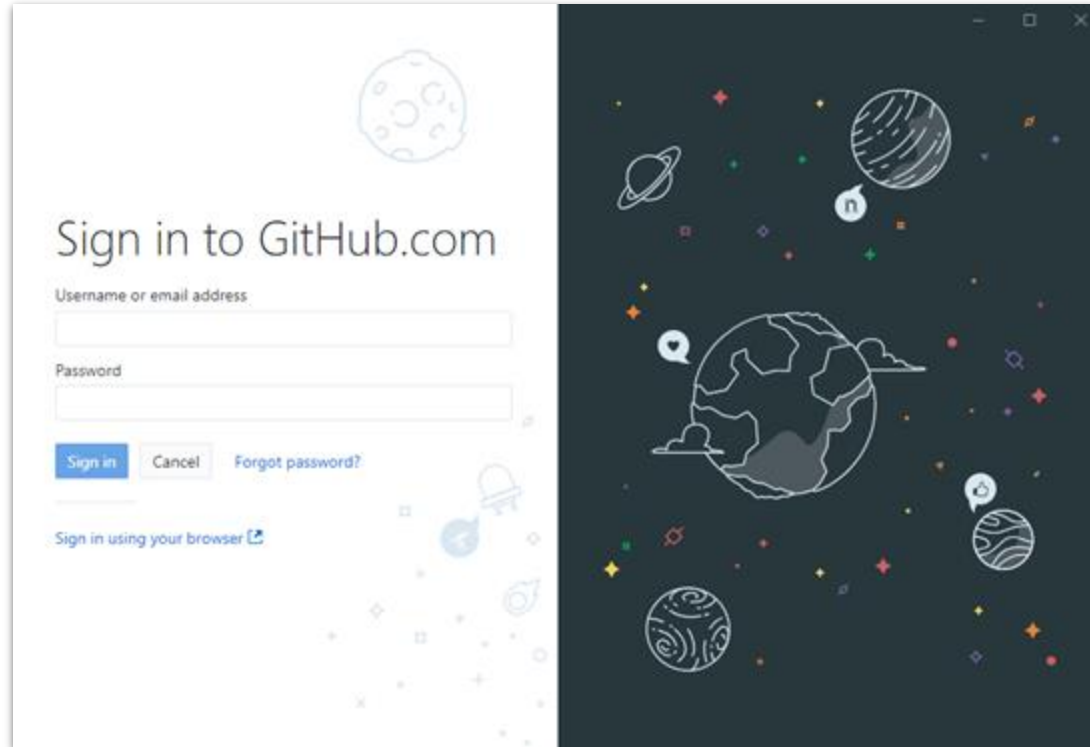 Sign in to GitHub.com
Username or email address
Password
Sign in Cancel Forgot password?
Sign in using your browser
n